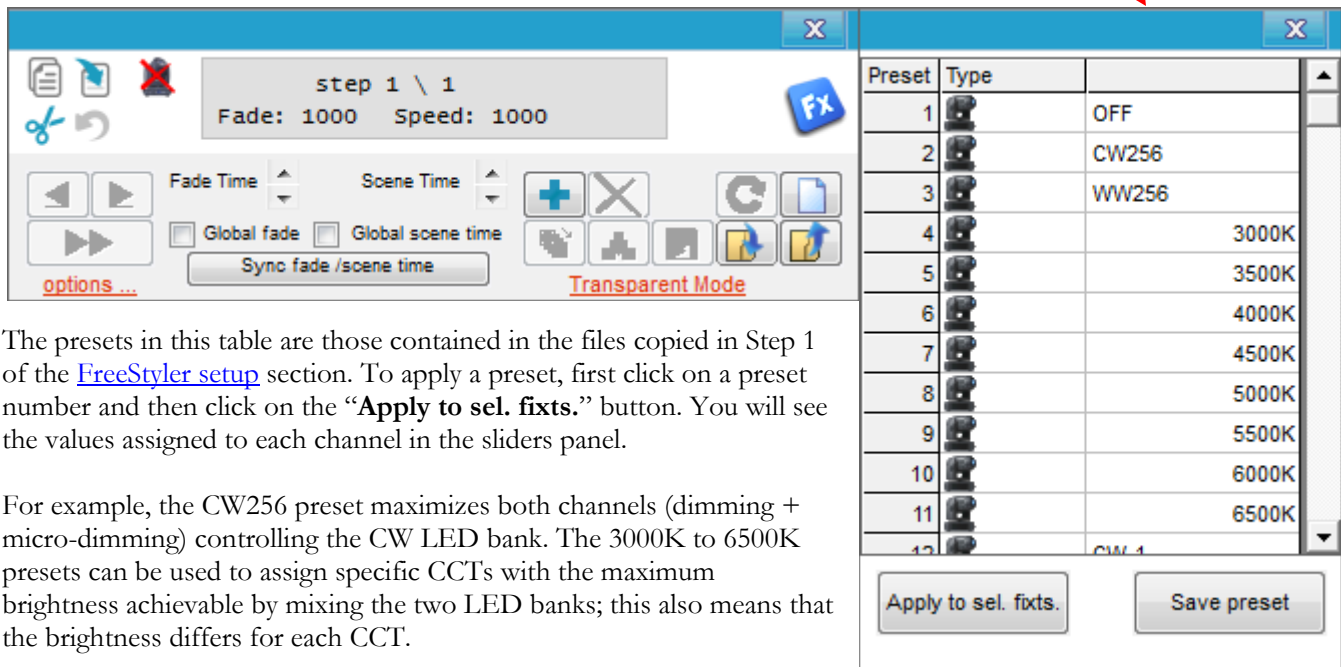 step 1 \ 1
Fade: 1000 Speed: 1000
Fx
Fade Time
Scene Time
Global fade
Global scene time
Sync fade /scene time
options ...
Transparent Mode
The presets in this table are those contained in the files copied in Step 1
of the FreeStyler setup section. To apply a preset, first click on a preset
number and then click on the “Apply to sel. fixts.” button. You will see
the values assigned to each channel in the sliders panel.
For example, the CW256 preset maximizes both channels (dimming +
micro-dimming) controlling the CW LED bank. The 3000K to 6500K
presets can be used to assign specific CCTs with the maximum
brightness achievable by mixing the two LED banks; this also means that
the brightness differs for each CCT.
Preset Type
1 OFF
2 CW256
3 WW256
4 3000K
5 3500K
6 4000K
7 4500K
8 5000K
9 5500K
10 6000K
11 6500K
12 CW 1
Apply to sel. fixts.
Save preset